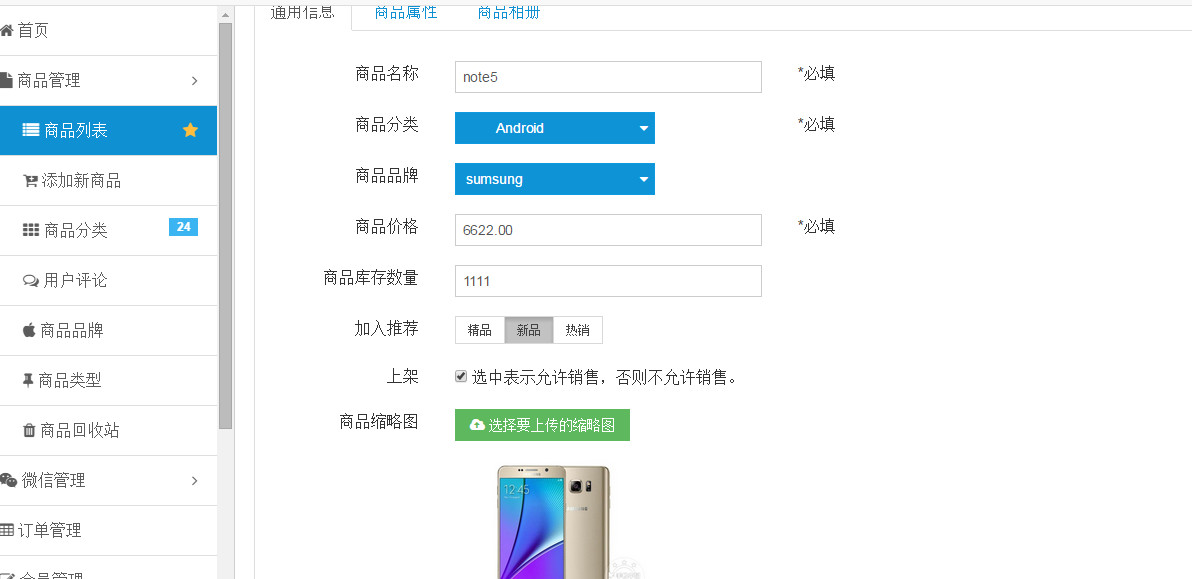 首页
商品管理
商品列表
添加新商品
商品分类 24
用户评论
商品品牌
商品类型
商品回收站
微信管理
订单管理
会员管理
通用信息 商品属性 商品相册
商品名称 note5 *必填
商品分类 Android *必填
商品品牌 sumsung
商品价格 6622.00 *必填
商品库存数量 1111
加入推荐 精品 新品 热销
上架 选中表示允许销售，否则不允许销售。
商品缩略图 选择要上传的缩略图
12:45